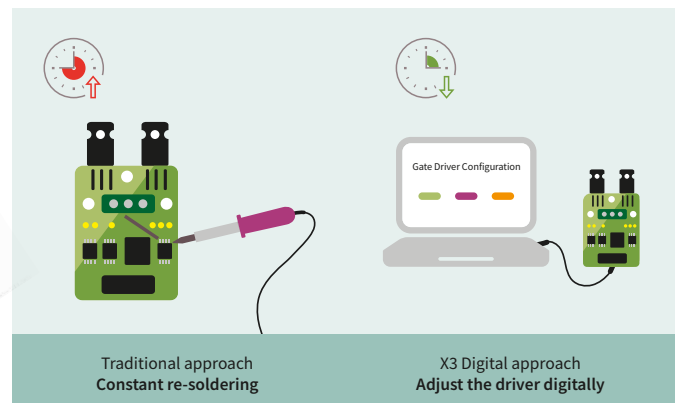 Gate Driver Configuration
Traditional approach
Constant re-soldering
X3 Digital approach
Adjust the driver digitally